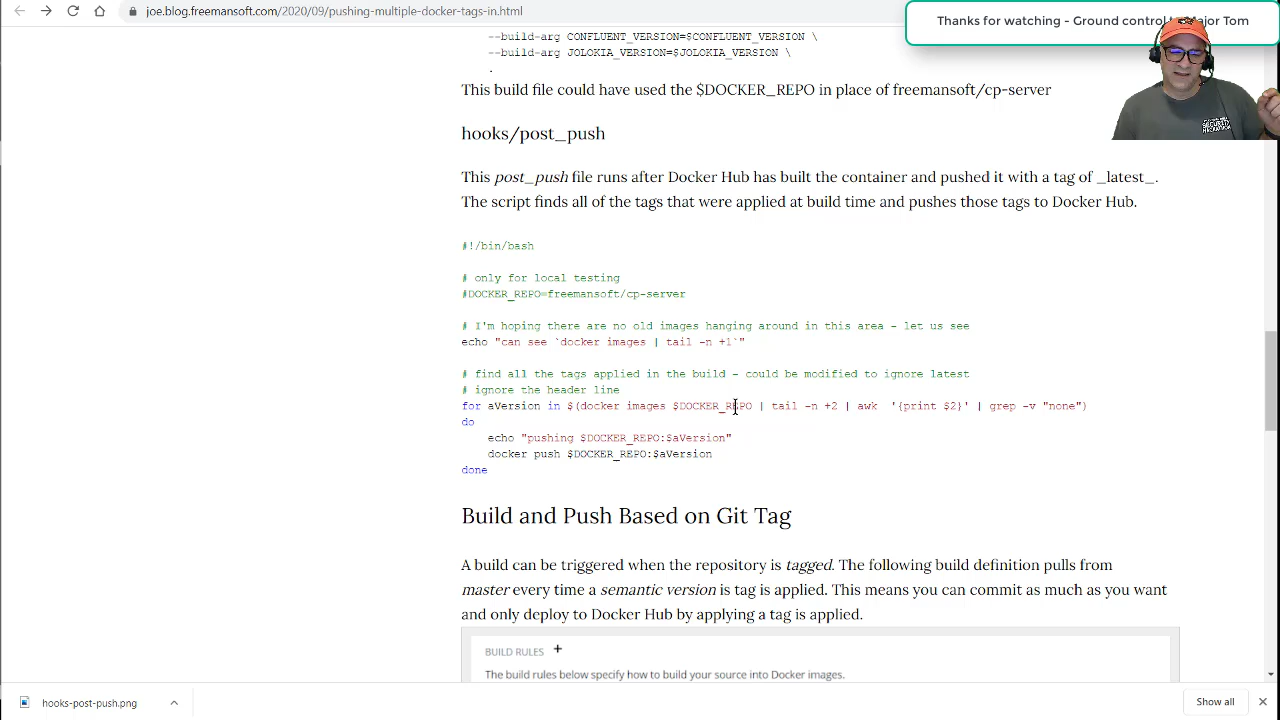 joe.blog.freemansoft.com/2020/09/pushing-multiple-docker-tags-in.html
Thanks for watching - Ground control to Major Tom
--build-arg CONFLUENT_VERSION=$CONFLUENT_VERSION \
--build-arg JOLOKIA_VERSION=$JOLOKIA_VERSION \
.
This build file could have used the $DOCKER_REPO in place of freemansoft/cp-server
hooks/post_push
This post_push file runs after Docker Hub has built the container and pushed it with a tag of _latest_.
The script finds all of the tags that were applied at build time and pushes those tags to Docker Hub.
#!/bin/bash
# only for local testing
#DOCKER_REPO=freemansoft/cp-server
# I'm hoping there are no old images hanging around in this area - let us see
echo "can see `docker images | tail -n +1`"
# find all the tags applied in the build - could be modified to ignore latest
# ignore the header line
for aVersion in $(docker images $DOCKER_REPO | tail -n +2 | awk  '{print $2}' | grep -v "none")
do
echo "pushing $DOCKER_REPO:$aVersion"
docker push $DOCKER_REPO:$aVersion
done
Build and Push Based on Git Tag
A build can be triggered when the repository is tagged. The following build definition pulls from
master every time a semantic version is tag is applied. This means you can commit as much as you want
and only deploy to Docker Hub by applying a tag is applied.
BUILD RULES +
The build rules below specify how to build your source into Docker images.
hooks-post-push.png
Show all